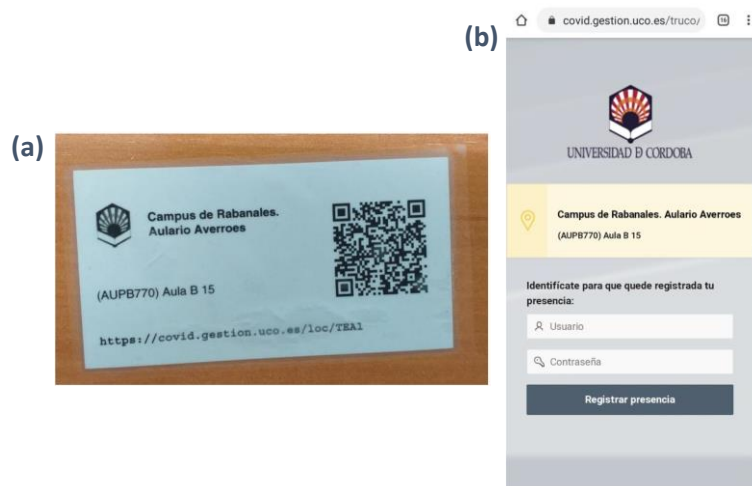 (a)
Campus de Rabanales.
Aulario Averroes
(AUPB770) Aula B 15
https://covid.gestion.uco.es/loc/TEA1
(b)
covid.gestion.uco.es/truco/
UNIVERSIDAD Ð CORDOBA
Campus de Rabanales. Aulario Averroes
(AUPB770) Aula B 15
Identifícate para que quede registrada tu
presencia:
Usuario
Contraseña
Registrar presencia